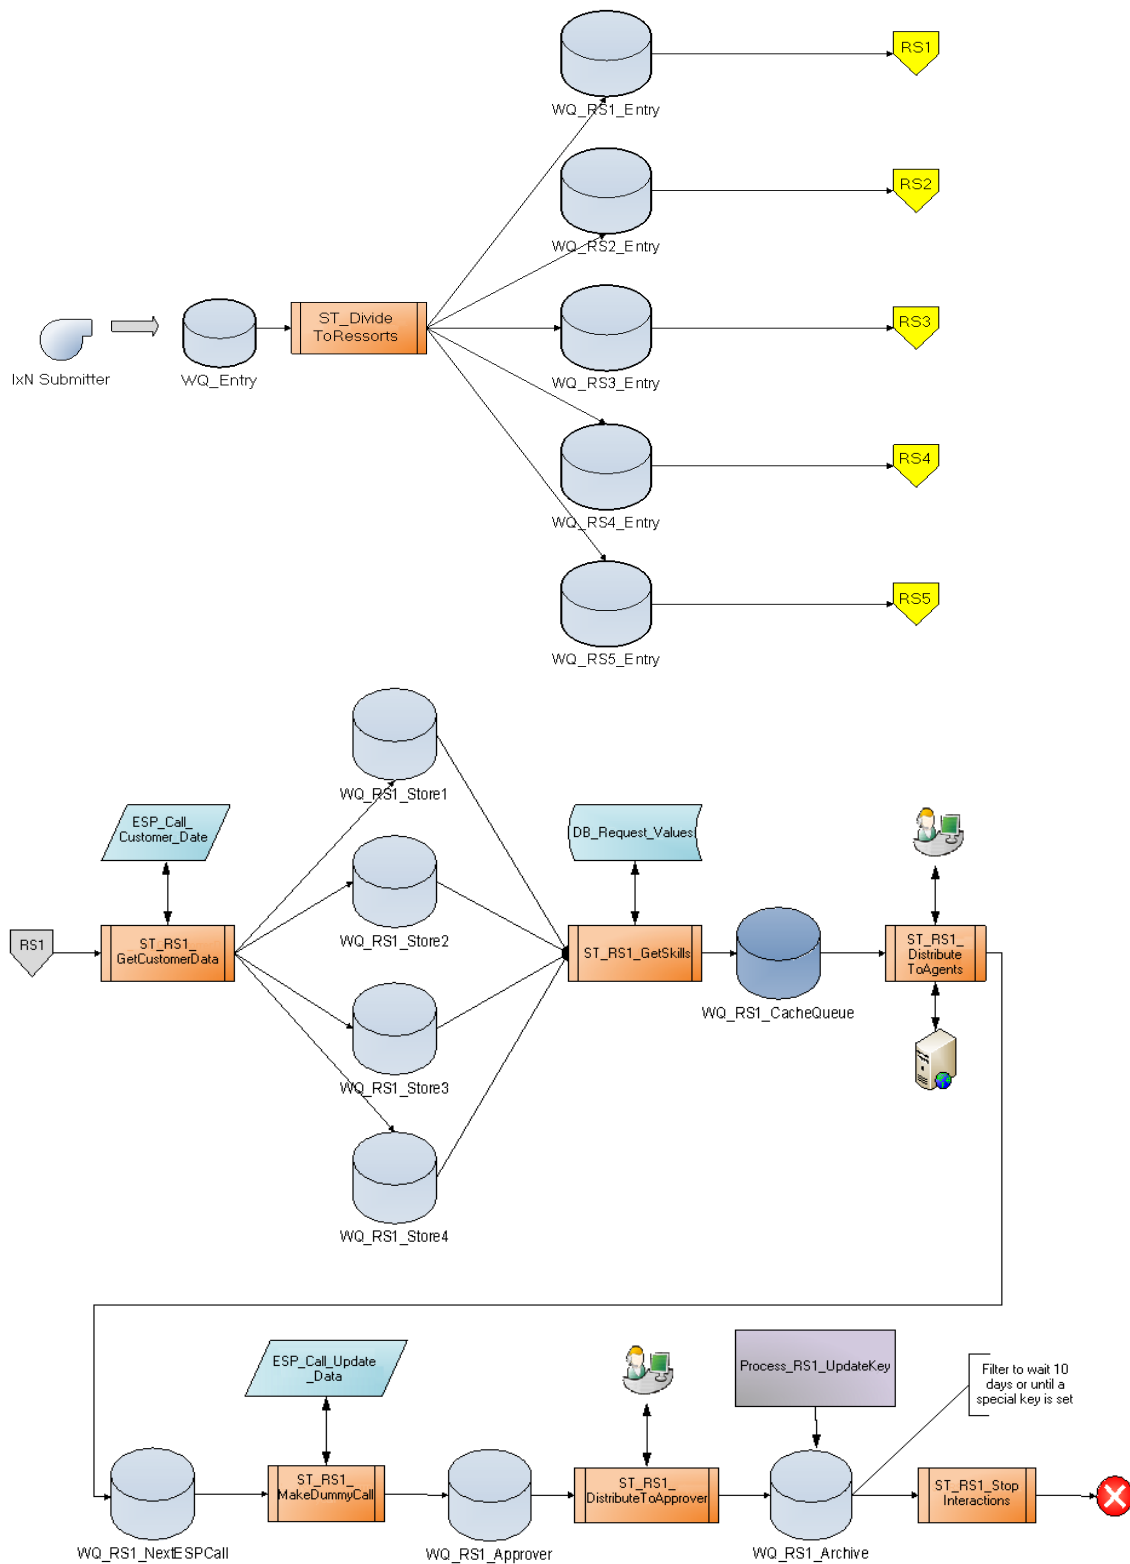 RS1
WQ_RS1_Entry
RS2
WQ_RS2_Entry
ST_Divide
ToRessorts
RS3
IxN Submitter
WQ_Entry
WQ_RS3_Entry
RS4
WQ_RS4_Entry
RS5
WQ_RS5_Entry
WQ_RS1_Store1
ESP_Call_
Customer_Date
DB_Request_Values
WQ_RS1_Store2
RS1
ST_RS1_
GetCustomerData
ST_RS1_GetSkills
ST_RS1_
Distribute
ToAgents
WQ_RS1_CacheQueue
WQ_RS1_Store3
WQ_RS1_Store4
ESP_Call_Update
_Data
Process_RS1_UpdateKey
Filter to wait 10
days or until a
special key is set
ST_RS1_
MakeDummyCall
ST_RS1_
DistributeToApprover
ST_RS1_Stop
Interactions
WQ_RS1_NextESPCall
WQ_RS1_Approver
WQ_RS1_Archive